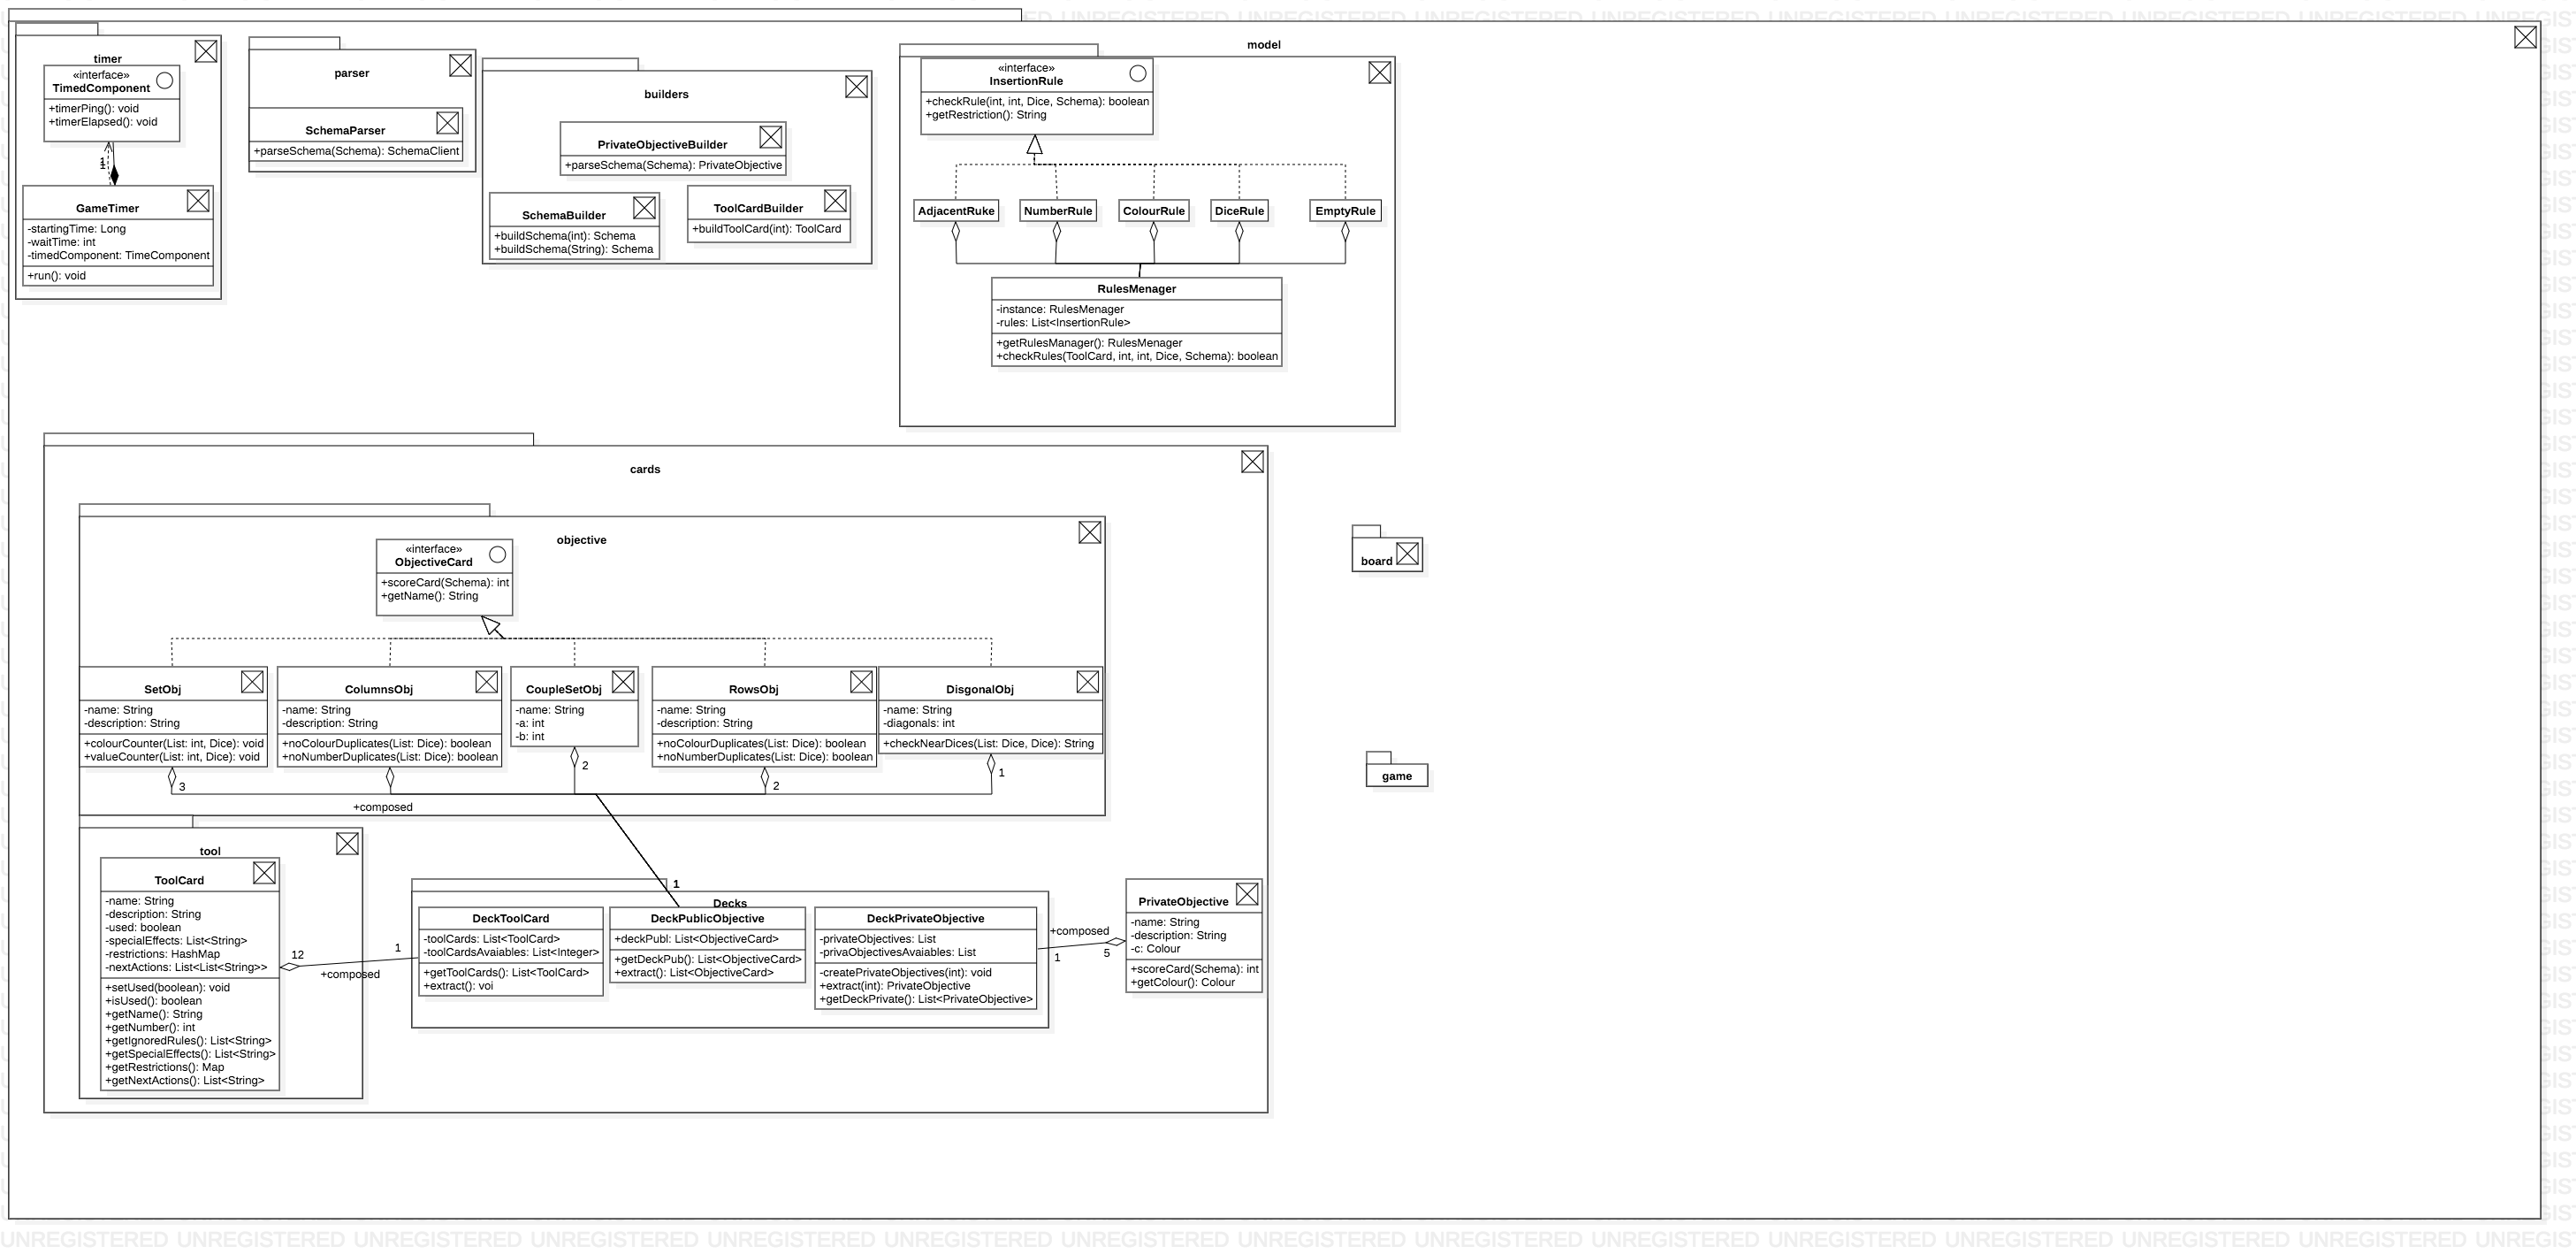 model
timer
«interface»
TimedComponent
+timerPing(): void
+timerElapsed(): void
1
GameTimer
-startingTime: Long
-waitTime: int
-timedComponent: TimeComponent
+run(): void
parser
SchemaParser
+parseSchema(Schema): SchemaClient
builders
PrivateObjectiveBuilder
+parseSchema(Schema): PrivateObjective
SchemaBuilder
+buildSchema(int): Schema
+buildSchema(String): Schema
ToolCardBuilder
+buildToolCard(int): ToolCard
«interface»
InsertionRule
+checkRule(int, int, Dice, Schema): boolean
+getRestriction(): String
AdjacentRuke
NumberRule
ColourRule
DiceRule
EmptyRule
RulesMenager
-instance: RulesMenager
-rules: List<InsertionRule>
+getRulesManager(): RulesMenager
+checkRules(ToolCard, int, int, Dice, Schema): boolean
cards
objective
«interface»
ObjectiveCard
+scoreCard(Schema): int
+getName(): String
SetObj
-name: String
-description: String
+colourCounter(List: int, Dice): void
+valueCounter(List: int, Dice): void
3
ColumnsObj
-name: String
-description: String
+noColourDuplicates(List: Dice): boolean
+noNumberDuplicates(List: Dice): boolean
CoupleSetObj
-name: String
-a: int
-b: int
2
RowsObj
-name: String
-description: String
+noColourDuplicates(List: Dice): boolean
+noNumberDuplicates(List: Dice): boolean
2
DisgonalObj
-name: String
-diagonals: int
+checkNearDices(List: Dice, Dice): String
1
+composed
board
game
tool
ToolCard
-name: String
-description: String
-used: boolean
-specialEffects: List<String>
-restrictions: HashMap
-nextActions: List<List<String>>
+setUsed(boolean): void
+isUsed(): boolean
+getName(): String
+getNumber(): int
+getIgnoredRules(): List<String>
+getSpecialEffects(): List<String>
+getRestrictions(): Map
+getNextActions(): List<String>
12
+composed
1
1
Decks
DeckToolCard
-toolCards: List<ToolCard>
-toolCardsAvaiables: List<Integer>
+getToolCards(): List<ToolCard>
+extract(): voi
DeckPublicObjective
+deckPubl: List<ObjectiveCard>
+getDeckPub(): List<ObjectiveCard>
+extract(): List<ObjectiveCard>
DeckPrivateObjective
-privateObjectives: List
-privaObjectivesAvaiables: List
-createPrivateObjectives(int): void
+extract(int): PrivateObjective
+getDeckPrivate(): List<PrivateObjective>
+composed
1
5
PrivateObjective
-name: String
-description: String
-c: Colour
+scoreCard(Schema): int
+getColour(): Colour
UNREGISTERED UNREGISTERED UNREGISTERED UNREGISTERED UNREGISTERED UNREGISTERED UNREGISTERED UNREGISTERED UNREGISTERED UNREGISTERED UNREGISTERED UNREGISTERED UNREGISTERED UNREGISTERED